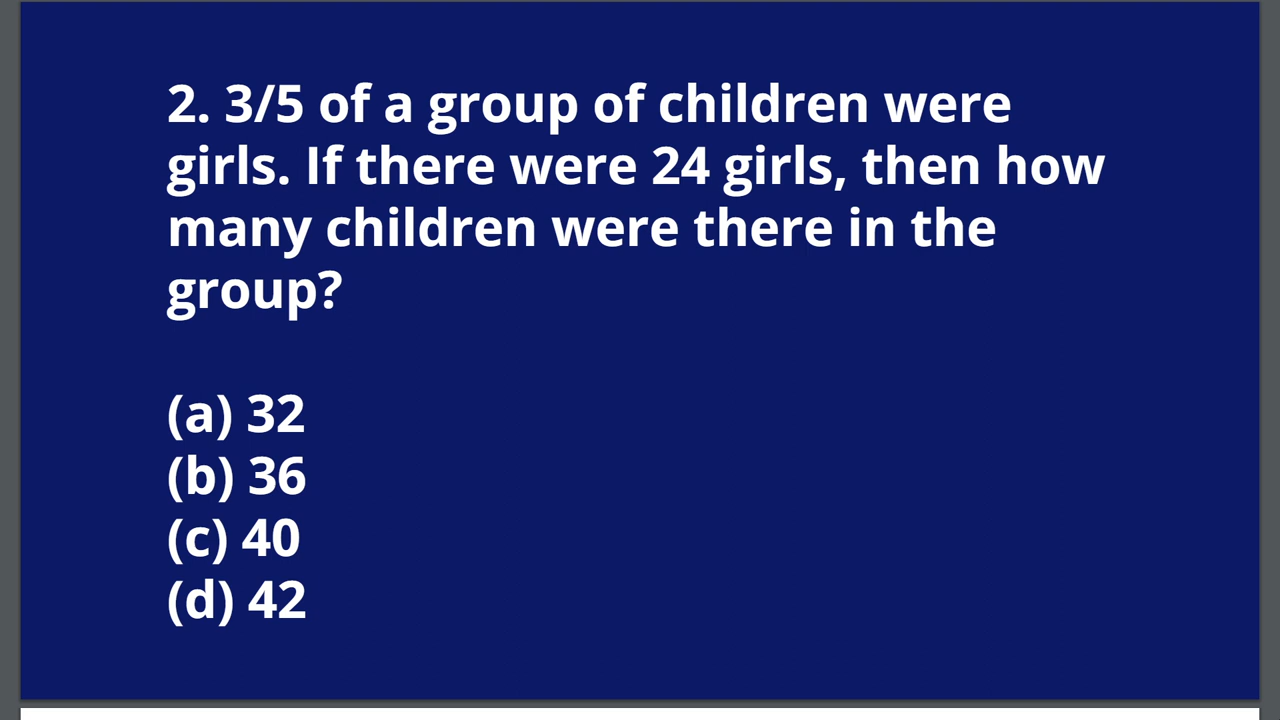 2. 3/5 of a group of children were
girls. If there were 24 girls, then how
many children were there in the
group?
(a) 32
(b) 36
(c) 40
(d) 42